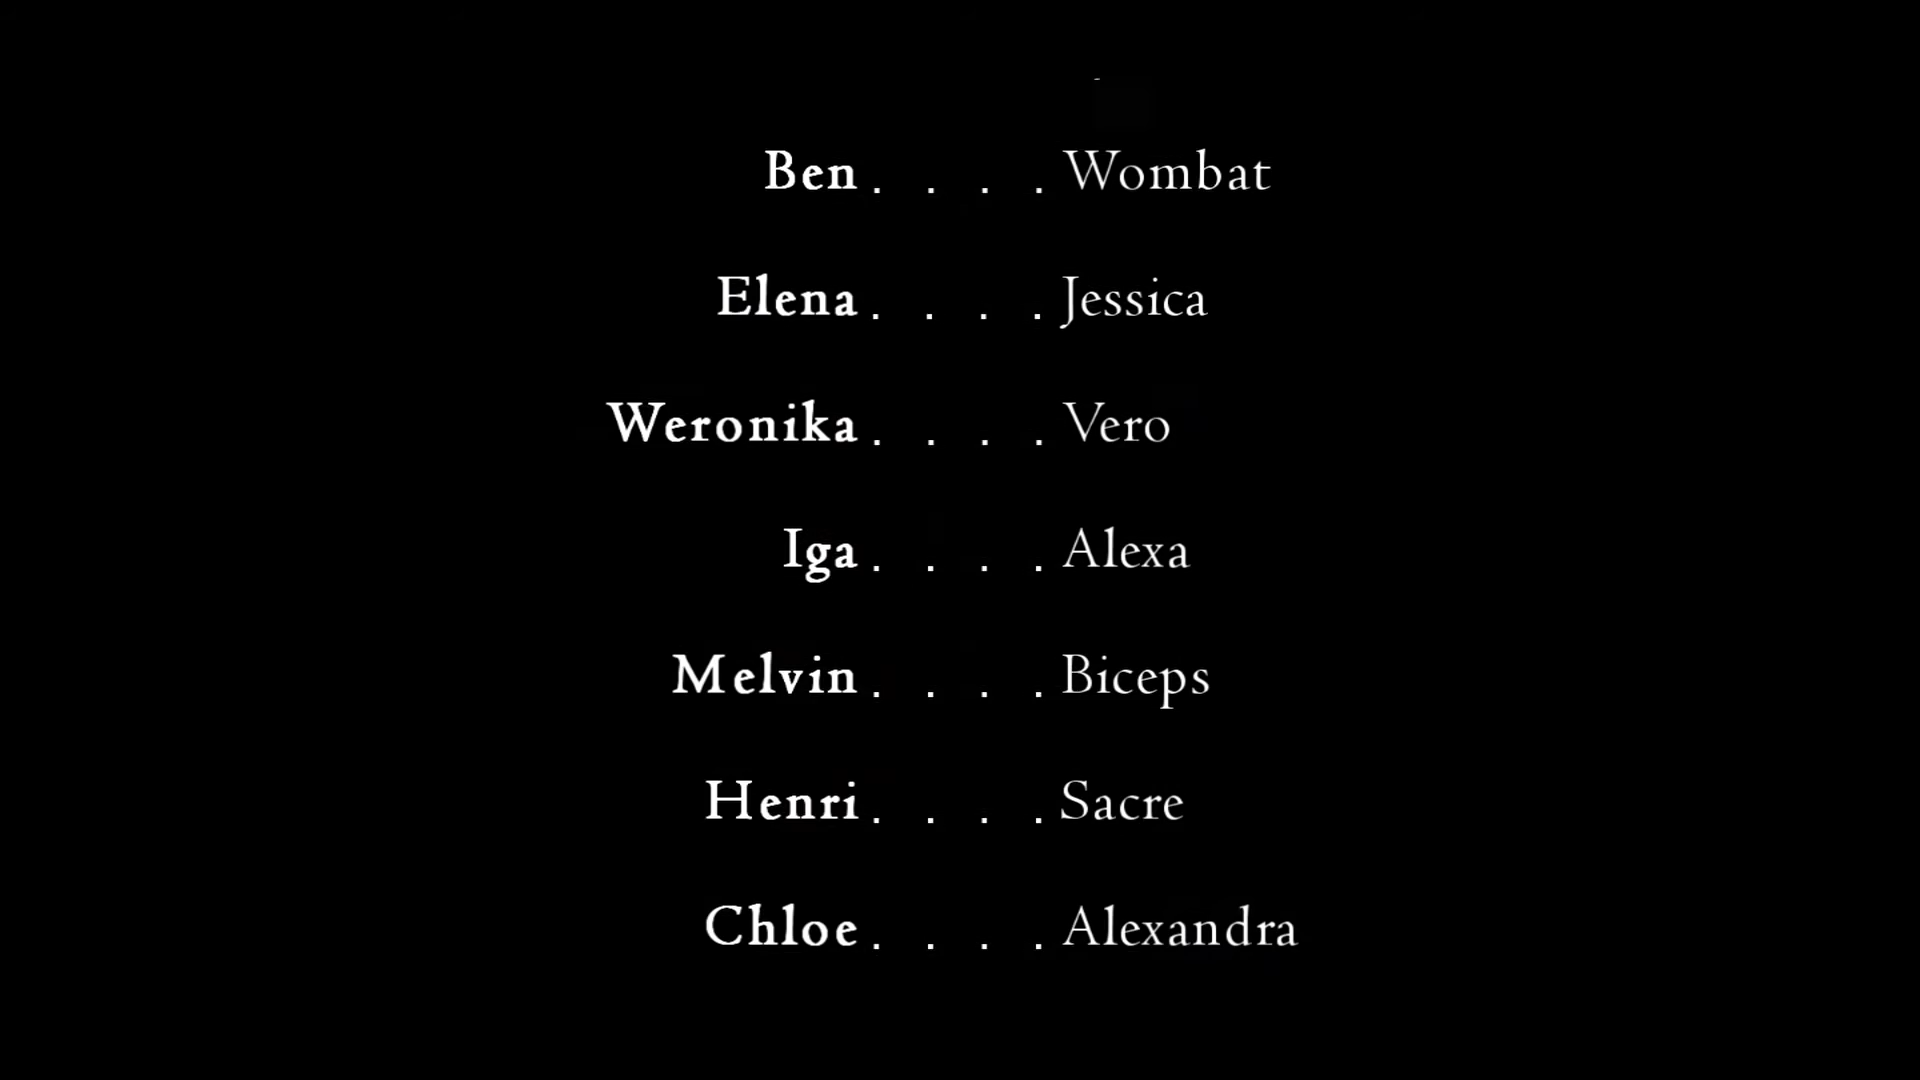 Ben . . . . Wombat
Elena . . . . Jessica
Weronika . . . . Vero
Iga . . . . Alexa
Melvin . . . . Biceps
Henri . . . . Sacre
Chloe . . . . Alexandra